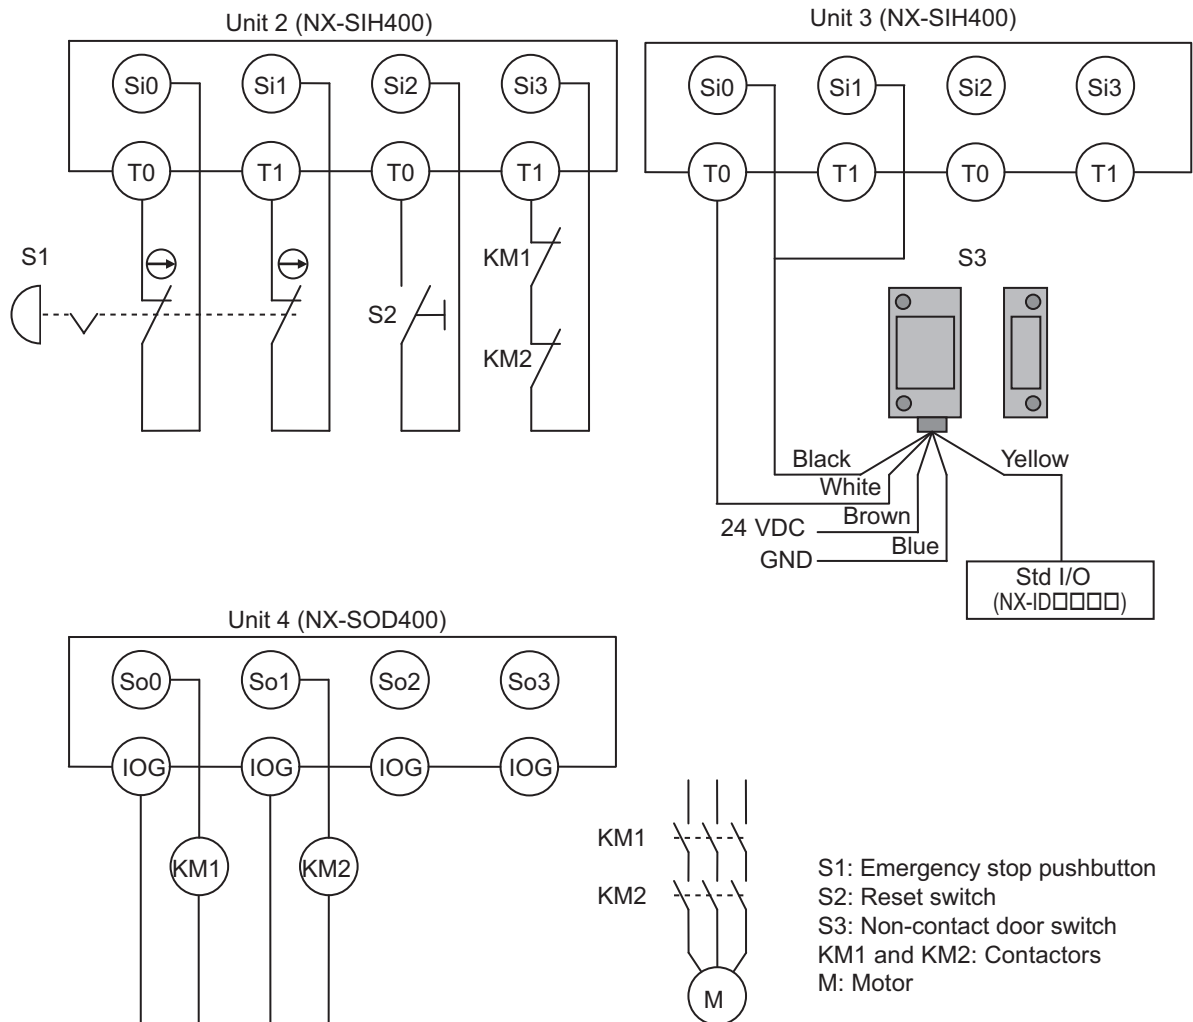 Unit 2 (NX-SIH400)
Si0 Si1 Si2 Si3
T0 T1 T0 T1
S1
S2
KM1
KM2
Unit 3 (NX-SIH400)
Si0 Si1 Si2 Si3
T0 T1 T0 T1
S3
Black
Yellow
White
Brown
24 VDC
Blue
GND
Std I/O
(NX-ID□□□□)
Unit 4 (NX-SOD400)
So0 So1 So2 So3
IOG IOG IOG IOG
KM1 KM2
KM1
KM2
M
S1: Emergency stop pushbutton
S2: Reset switch
S3: Non-contact door switch
KM1 and KM2: Contactors
M: Motor